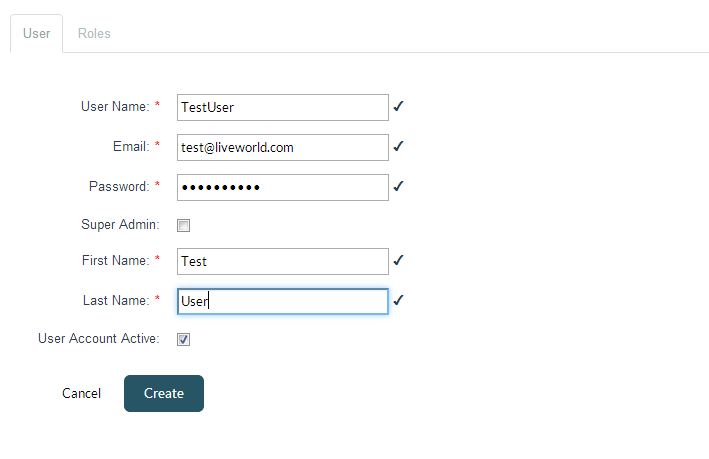 User Roles
User Name: * TestUser ✓
Email: * test@liveworld.com ✓
Password: * •••••••••• ✓
Super Admin:
First Name: * Test ✓
Last Name: * User ✓
User Account Active: ✓
Cancel Create